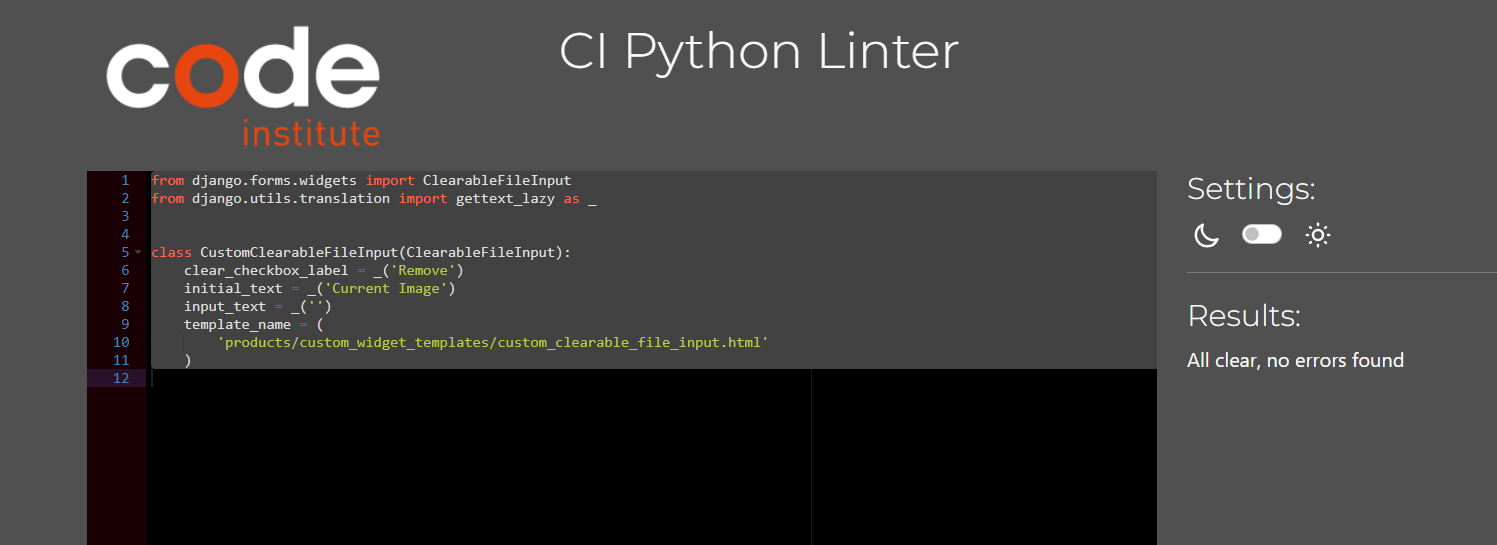 code
institute
CI Python Linter
1 from django.forms.widgets import ClearableFileInput
2 from django.utils.translation import gettext_lazy as _
3
4
5 class CustomClearableFileInput(ClearableFileInput):
6     clear_checkbox_label = _('Remove')
7     initial_text = _('Current Image')
8     input_text = _('')
9     template_name = (
10         'products/custom_widget_templates/custom_clearable_file_input.html'
11     )
12
Settings:
Results:
All clear, no errors found